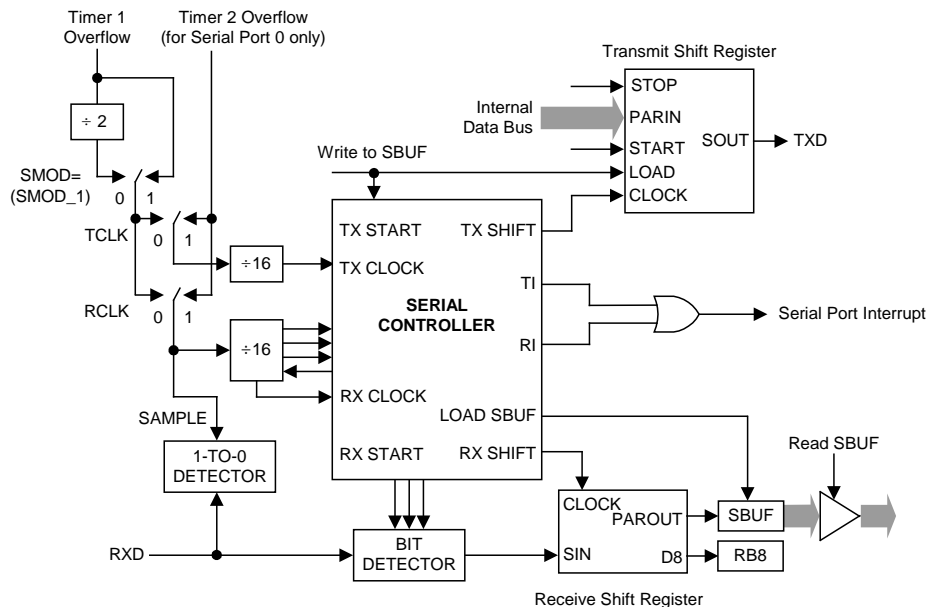 Timer 1
Overflow
Timer 2 Overflow
(for Serial Port 0 only)
÷ 2
SMOD=
(SMOD_1)
0
1
TCLK
0
1
RCLK
0
1
÷16
÷16
SAMPLE
1-TO-0
DETECTOR
RXD
Write to SBUF
TX START
TX SHIFT
TX CLOCK
TI
SERIAL
CONTROLLER
RI
RX CLOCK
LOAD SBUF
RX START
RX SHIFT
BIT
DETECTOR
Transmit Shift Register
Internal
Data Bus
STOP
PARIN
START
LOAD
CLOCK
SOUT
TXD
Serial Port Interrupt
Read SBUF
CLOCK
PAROUT
SIN
D8
SBUF
RB8
Receive Shift Register